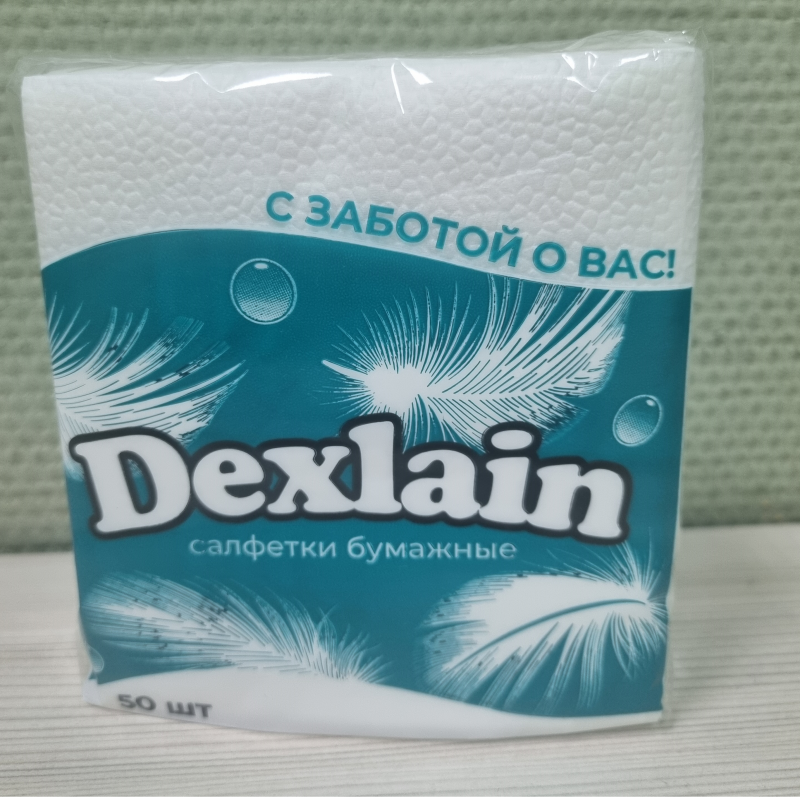 С ЗАБОТОЙ О ВАС!
Dexlain
салфетки бумажные
50 шт